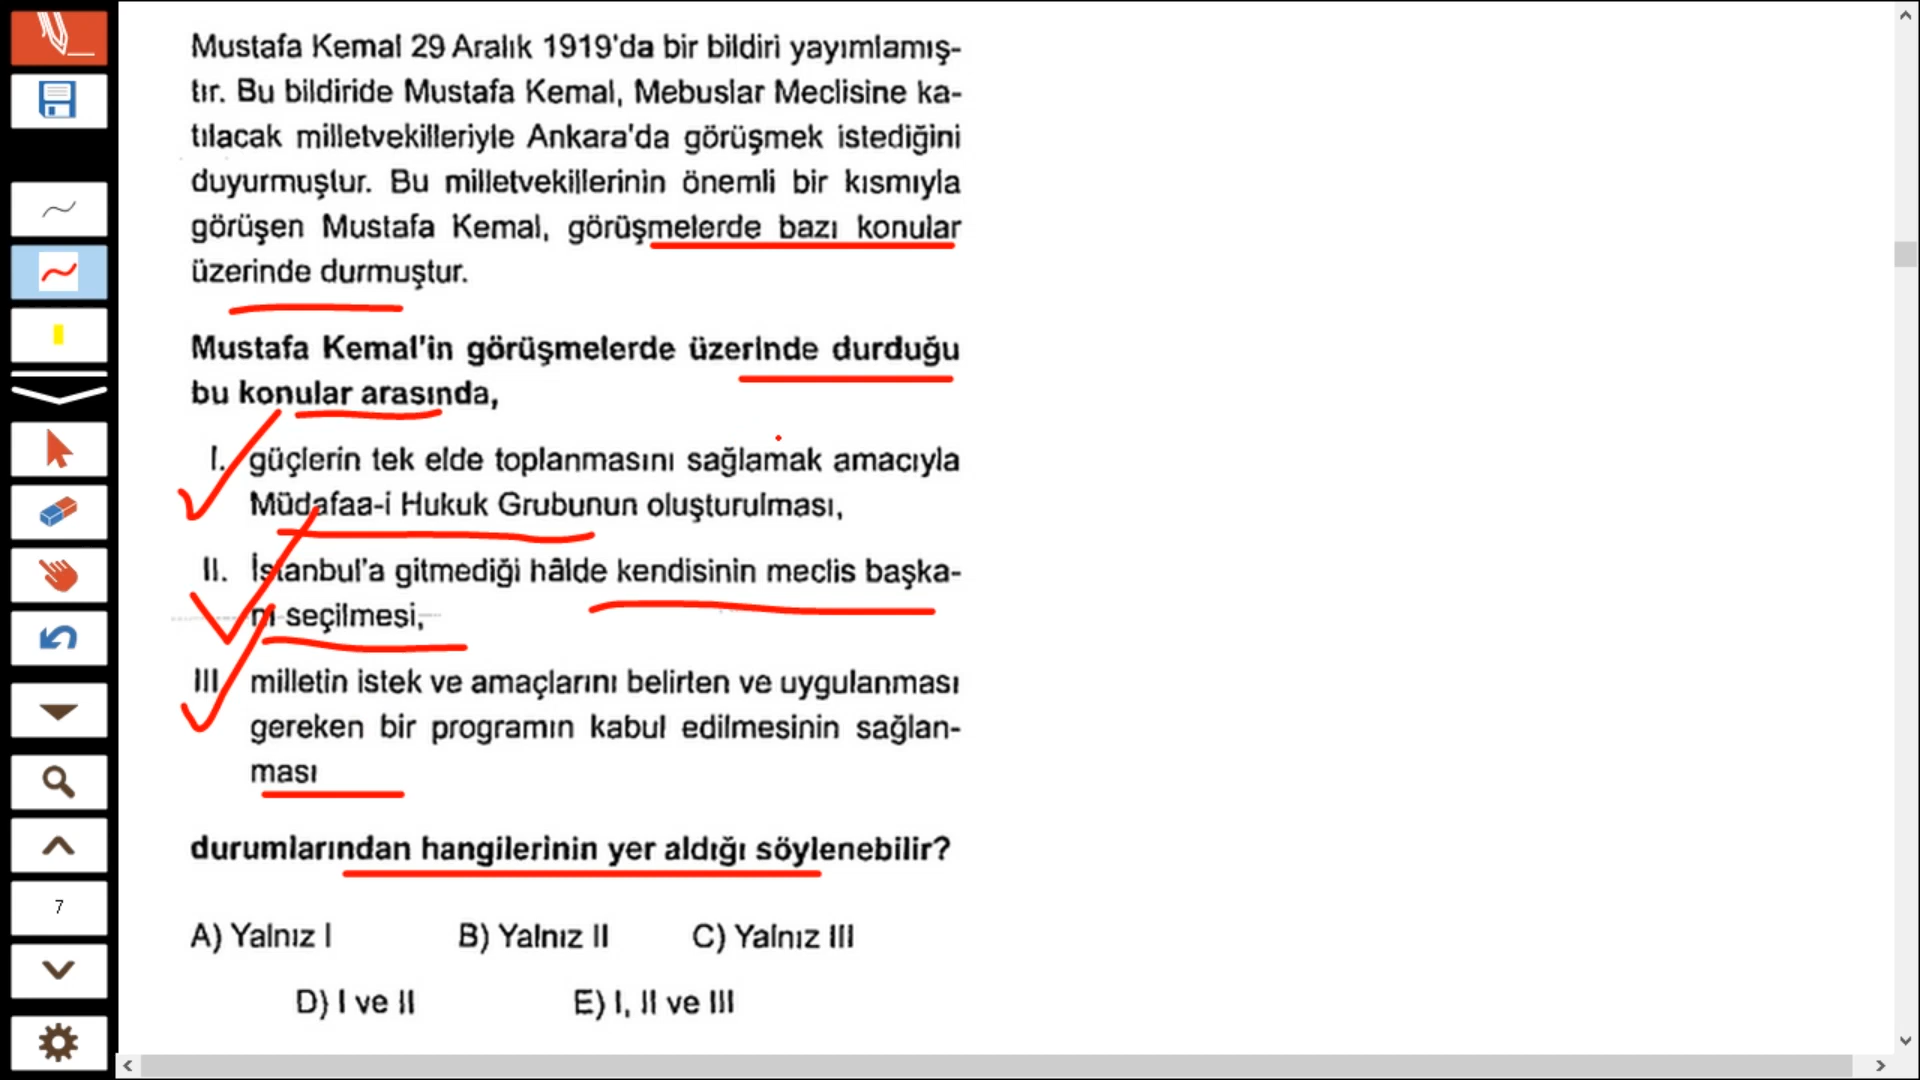 Mustafa Kemal 29 Aralık 1919'da bir bildiri yayımlamış-
tır. Bu bildiride Mustafa Kemal, Mebuslar Meclisine ka-
tılacak milletvekilleriyle Ankara'da görüşmek istediğini
duyurmuştur. Bu milletvekillerinin önemli bir kısmıyla
görüşen Mustafa Kemal, görüşmelerde bazı konular
üzerinde durmuştur.
Mustafa Kemal'in görüşmelerde üzerinde durduğu
bu konular arasında,
I. güçlerin tek elde toplanmasını sağlamak amacıyla
Müdafaa-i Hukuk Grubunun oluşturulması,
II. İstanbul'a gitmediği hâlde kendisinin meclis başka-
nı seçilmesi,
III. milletin istek ve amaçlarını belirten ve uygulanması
gereken bir programın kabul edilmesinin sağlan-
ması
durumlarından hangilerinin yer aldığı söylenebilir?
A) Yalnız I B) Yalnız II C) Yalnız III
D) I ve II E) I, II ve III
7